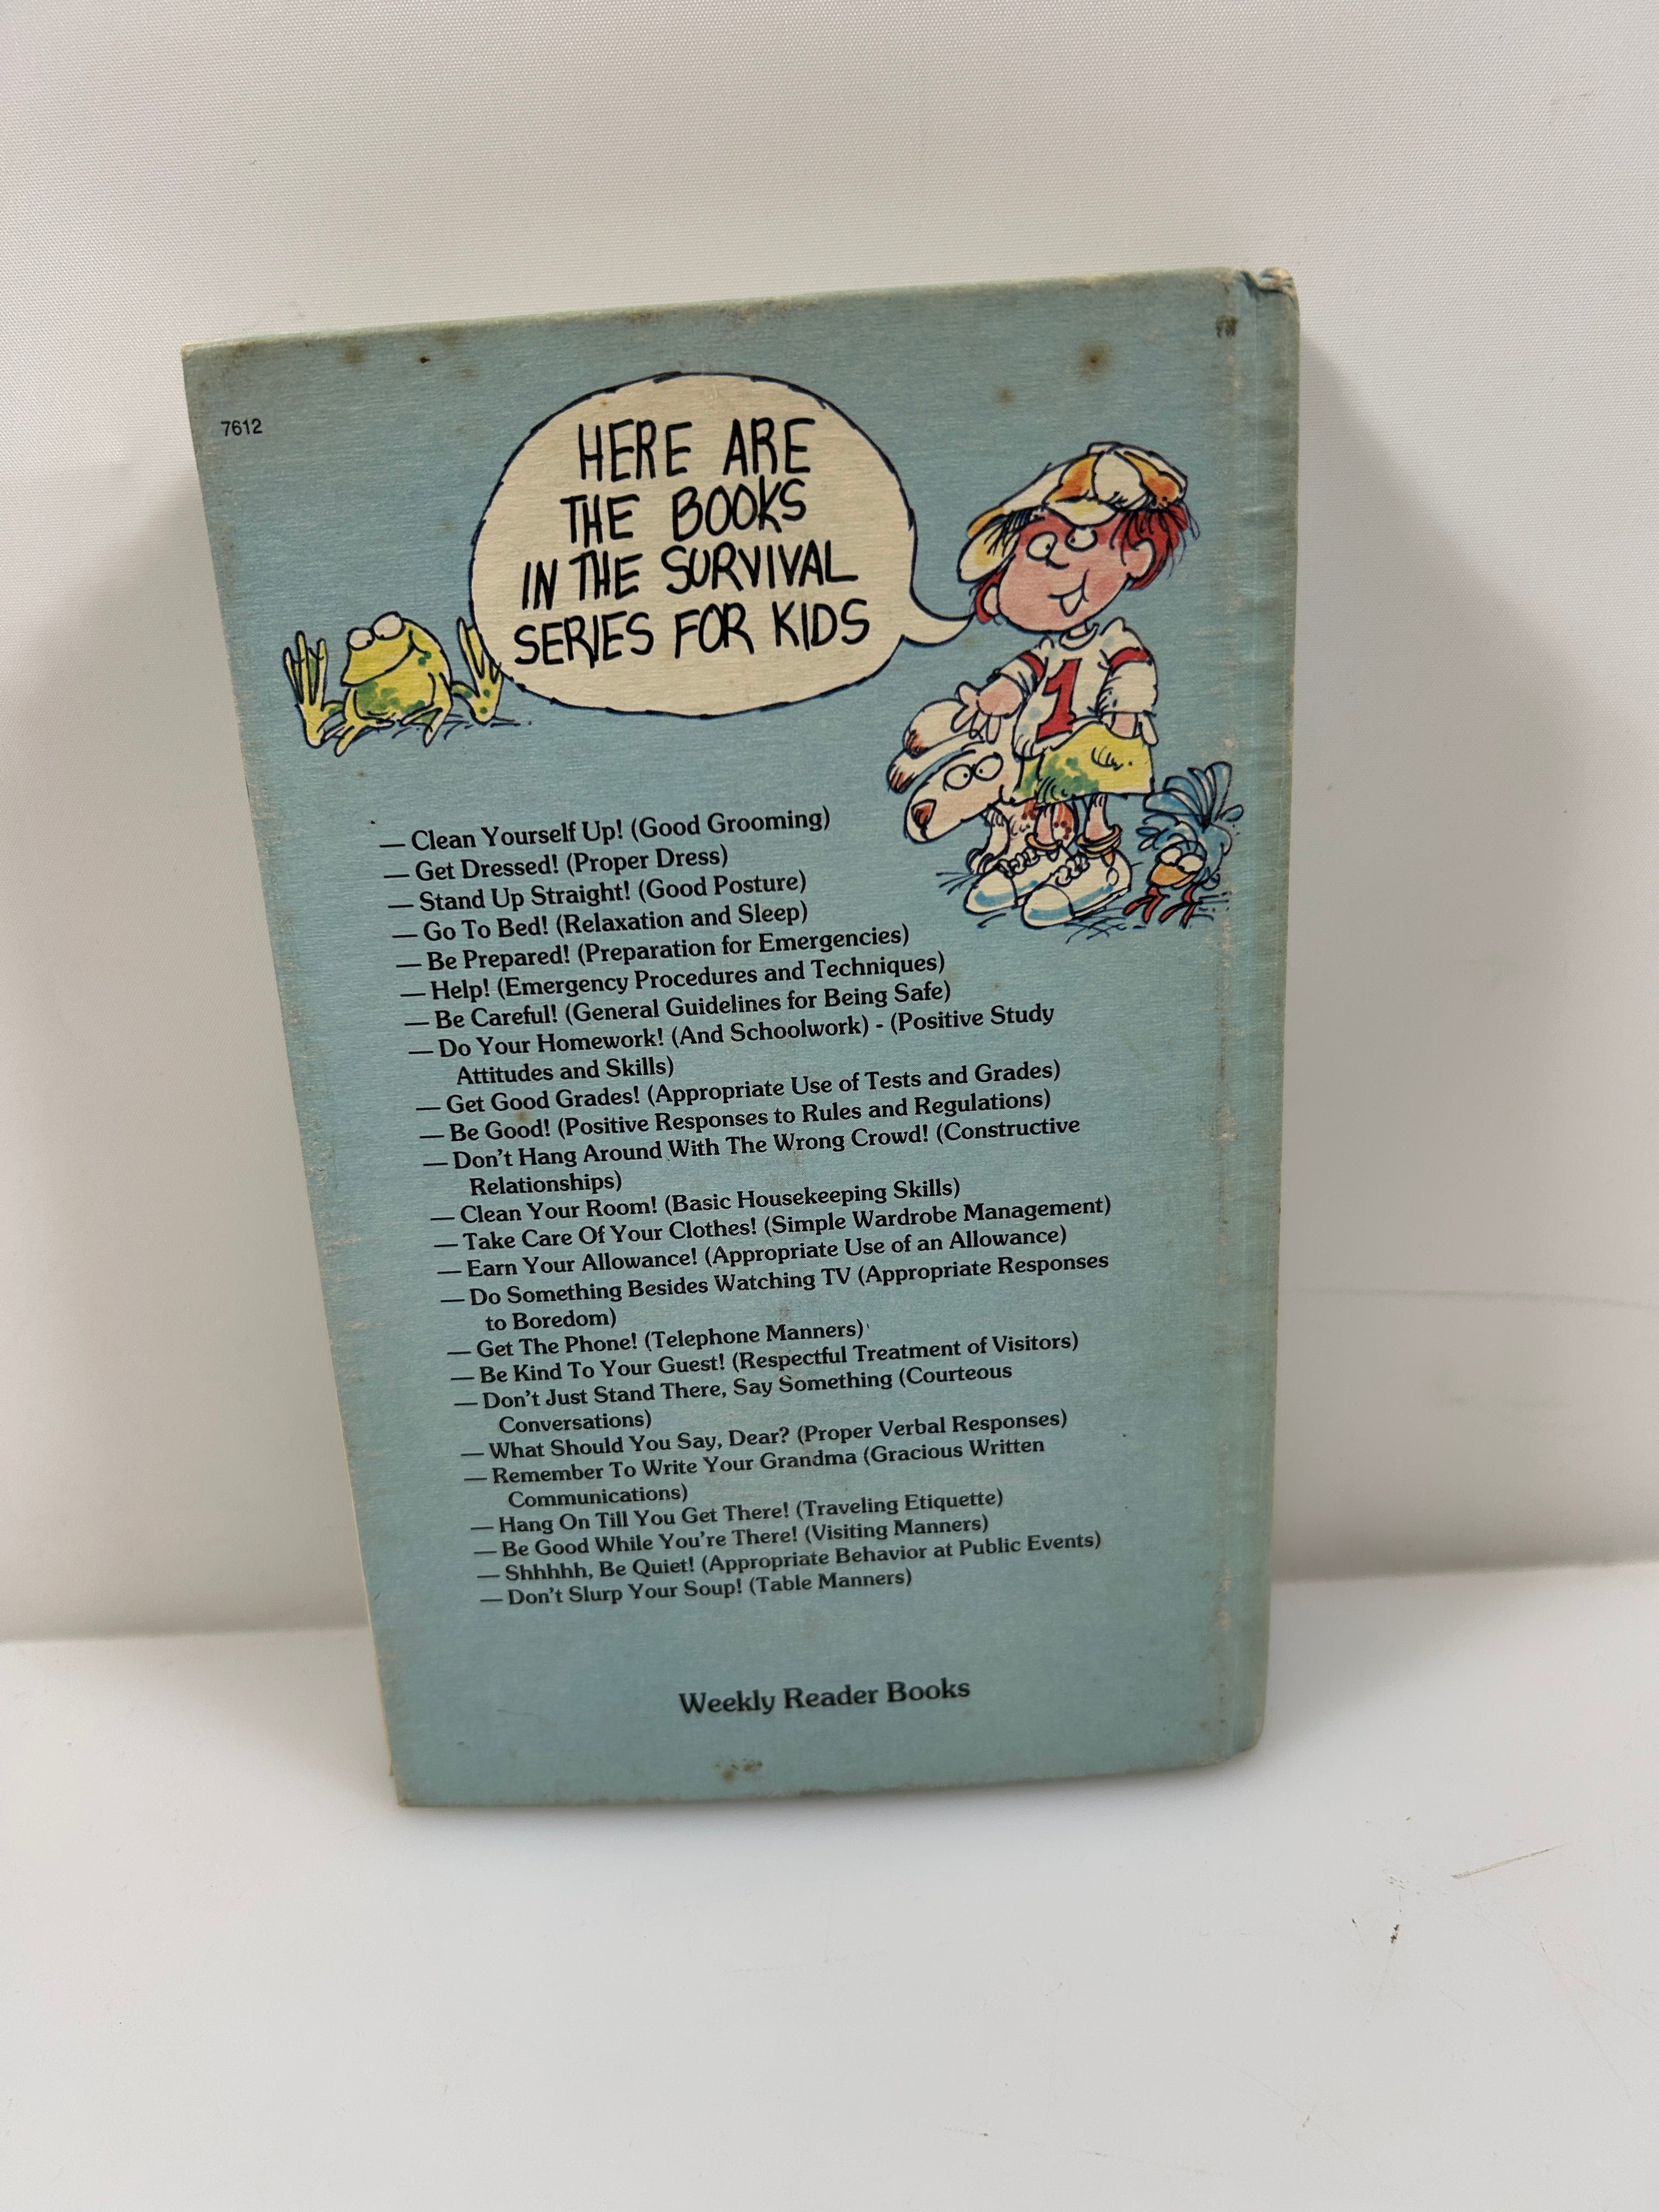 7612
HERE ARE
THE BOOKS
IN THE SURVIVAL
SERIES FOR KIDS
1
— Clean Yourself Up! (Good Grooming)
— Get Dressed! (Proper Dress)
— Stand Up Straight! (Good Posture)
— Go To Bed! (Relaxation and Sleep)
— Be Prepared! (Preparation for Emergencies)
— Help! (Emergency Procedures and Techniques)
— Be Careful! (General Guidelines for Being Safe)
— Do Your Homework! (And Schoolwork) - (Positive Study
Attitudes and Skills)
— Get Good Grades! (Appropriate Use of Tests and Grades)
— Be Good! (Positive Responses to Rules and Regulations)
— Don't Hang Around With The Wrong Crowd! (Constructive
Relationships)
— Clean Your Room! (Basic Housekeeping Skills)
— Take Care Of Your Clothes! (Simple Wardrobe Management)
— Earn Your Allowance! (Appropriate Use of an Allowance)
— Do Something Besides Watching TV (Appropriate Responses
to Boredom)
— Get The Phone! (Telephone Manners)
— Be Kind To Your Guest! (Respectful Treatment of Visitors)
— Don't Just Stand There, Say Something (Courteous
Conversations)
— What Should You Say, Dear? (Proper Verbal Responses)
— Remember To Write Your Grandma (Gracious Written
Communications)
— Hang On Till You Get There! (Traveling Etiquette)
— Be Good While You're There! (Visiting Manners)
— Shhhhh, Be Quiet! (Appropriate Behavior at Public Events)
— Don't Slurp Your Soup! (Table Manners)
Weekly Reader Books